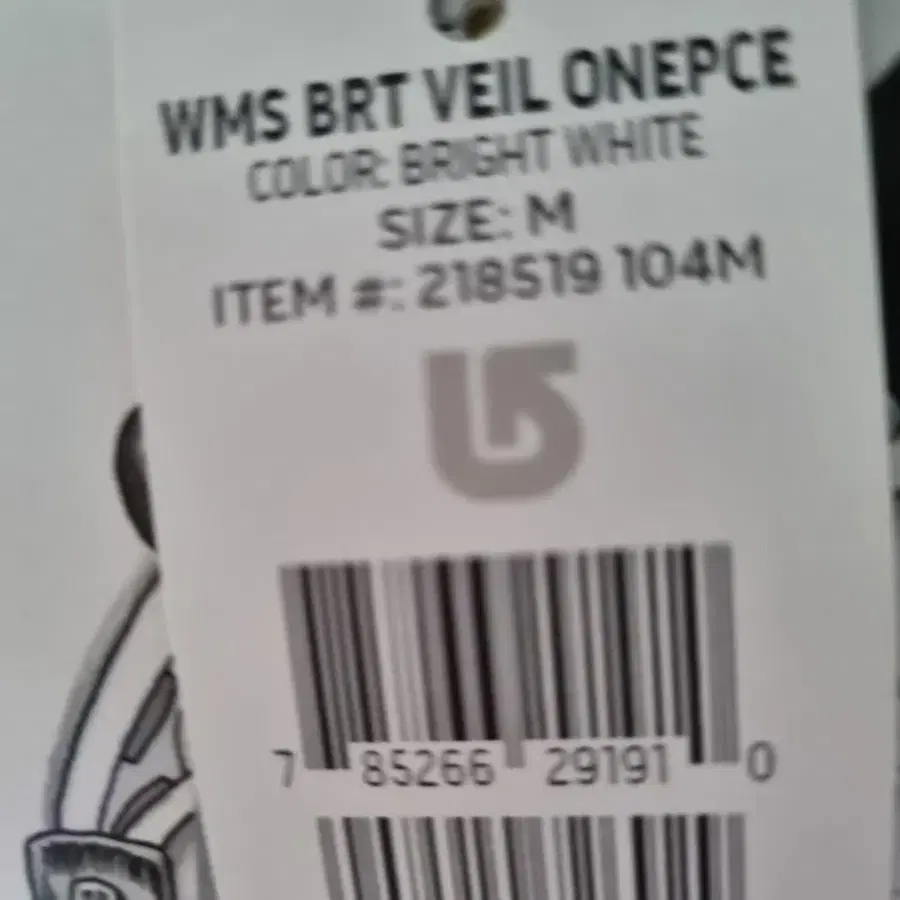 WMS BRT VEIL ONEPCE
COLOR: BRIGHT WHITE
SIZE: M
ITEM #: 218519 104M
7 85266 29191 0